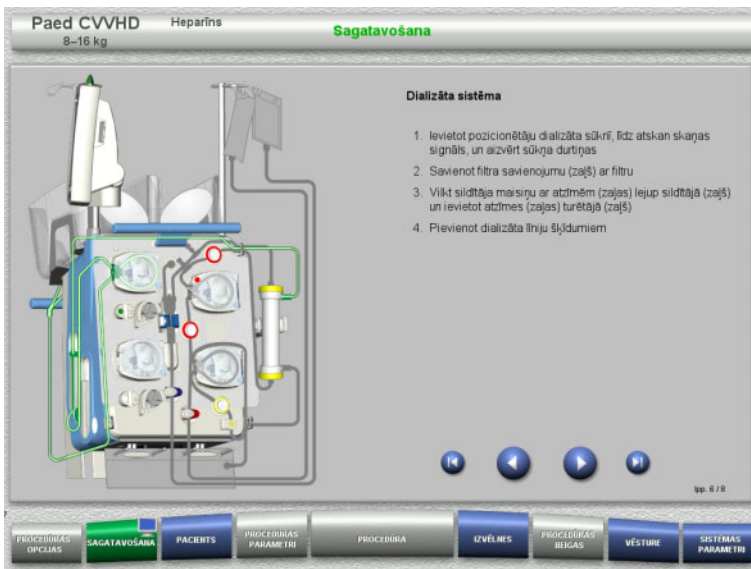 Paed CVVHD Heparīns
8–16 kg
Sagatavošana
Dializāta sistēma
1. Ievietot pozicionētāju dializāta sūknī, līdz atskan skaņas
signāls, un aizvērt sūkņa durtiņas
2. Savienot filtra savienojumu (zaļš) ar filtru
3. Vilkt sildītāja maisiņu ar atzīmēm (zaļas) lejup sildītājā (zaļš)
un ievietot atzīmes (zaļas) turētājā (zaļš)
4. Pievienot dializāta līniju šķīdumiem
lpp. 6 / 8
PROCEDŪRAS
OPCIJAS
SAGATAVOŠANA
PACIENTS
PROCEDŪRAS
PARAMETRI
PROCEDŪRA
IZVĒLNES
PROCEDŪRAS
BEIGAS
VĒSTURE
SISTĒMAS
PARAMETRI